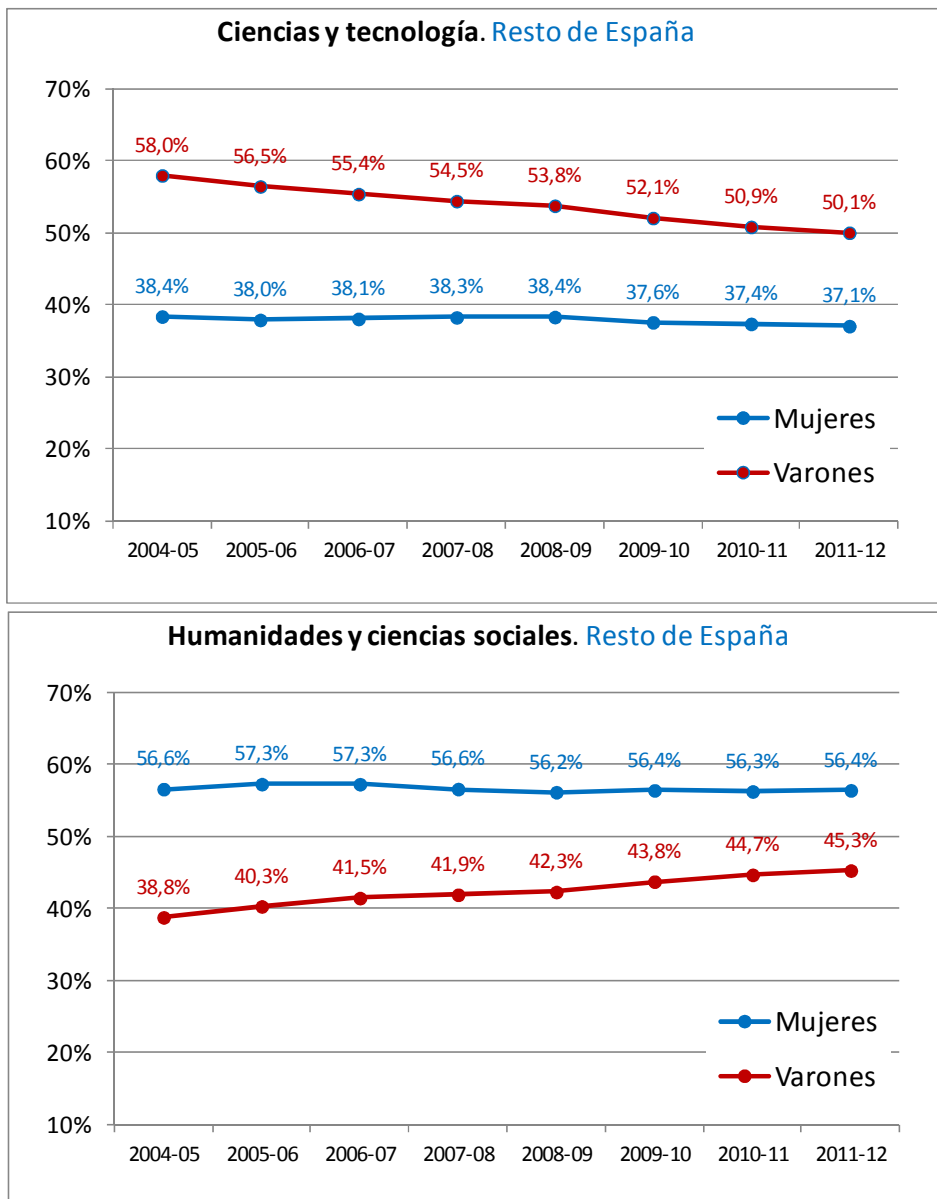 Ciencias y tecnología. Resto de España
70%
58,0% 56,5% 55,4% 54,5% 53,8% 52,1% 50,9% 50,1%
60%
50%
38,4% 38,0% 38,1% 38,3% 38,4% 37,6% 37,4% 37,1%
40%
30%
Mujeres
20%
Varones
10%
2004-05 2005-06 2006-07 2007-08 2008-09 2009-10 2010-11 2011-12
Humanidades y ciencias sociales. Resto de España
70%
56,6% 57,3% 57,3% 56,6% 56,2% 56,4% 56,3% 56,4%
60%
50%
38,8% 40,3% 41,5% 41,9% 42,3% 43,8% 44,7% 45,3%
40%
30%
Mujeres
20%
Varones
10%
2004-05 2005-06 2006-07 2007-08 2008-09 2009-10 2010-11 2011-12